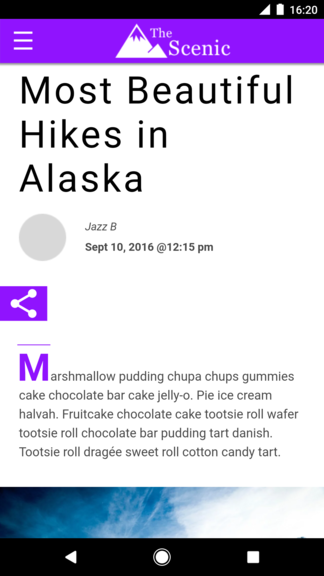 16:20
The
Scenic
Most Beautiful
Hikes in
Alaska
Jazz B
Sept 10, 2016 @12:15 pm
Marshmallow pudding chupa chups gummies
cake chocolate bar cake jelly-o. Pie ice cream
halvah. Fruitcake chocolate cake tootsie roll wafer
tootsie roll chocolate bar pudding tart danish.
Tootsie roll dragée sweet roll cotton candy tart.